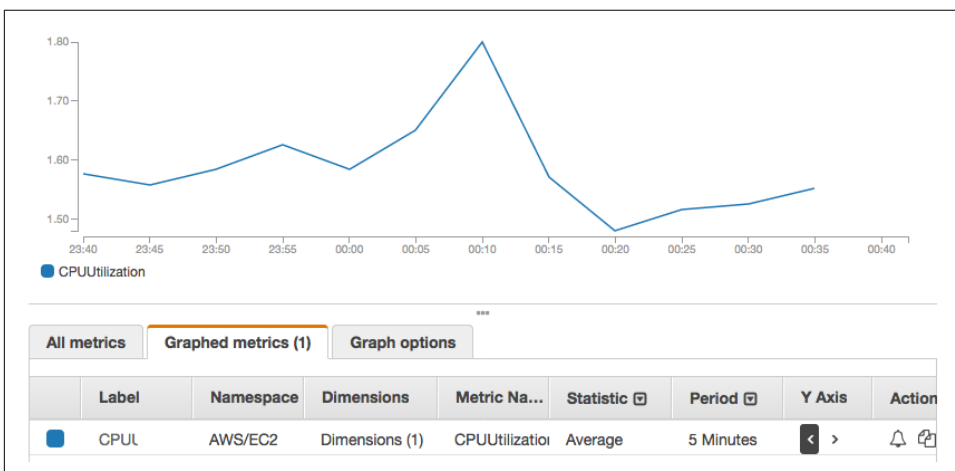 1.80
1.70
1.60
1.50
23:40 23:45 23:50 23:55 00:00 00:05 00:10 00:15 00:20 00:25 00:30 00:35 00:40
CPUUtilization
All metrics Graphed metrics (1) Graph options
Label Namespace Dimensions Metric Na... Statistic Period Y Axis Action
CPUU AWS/EC2 Dimensions (1) CPUUtilization Average 5 Minutes < >